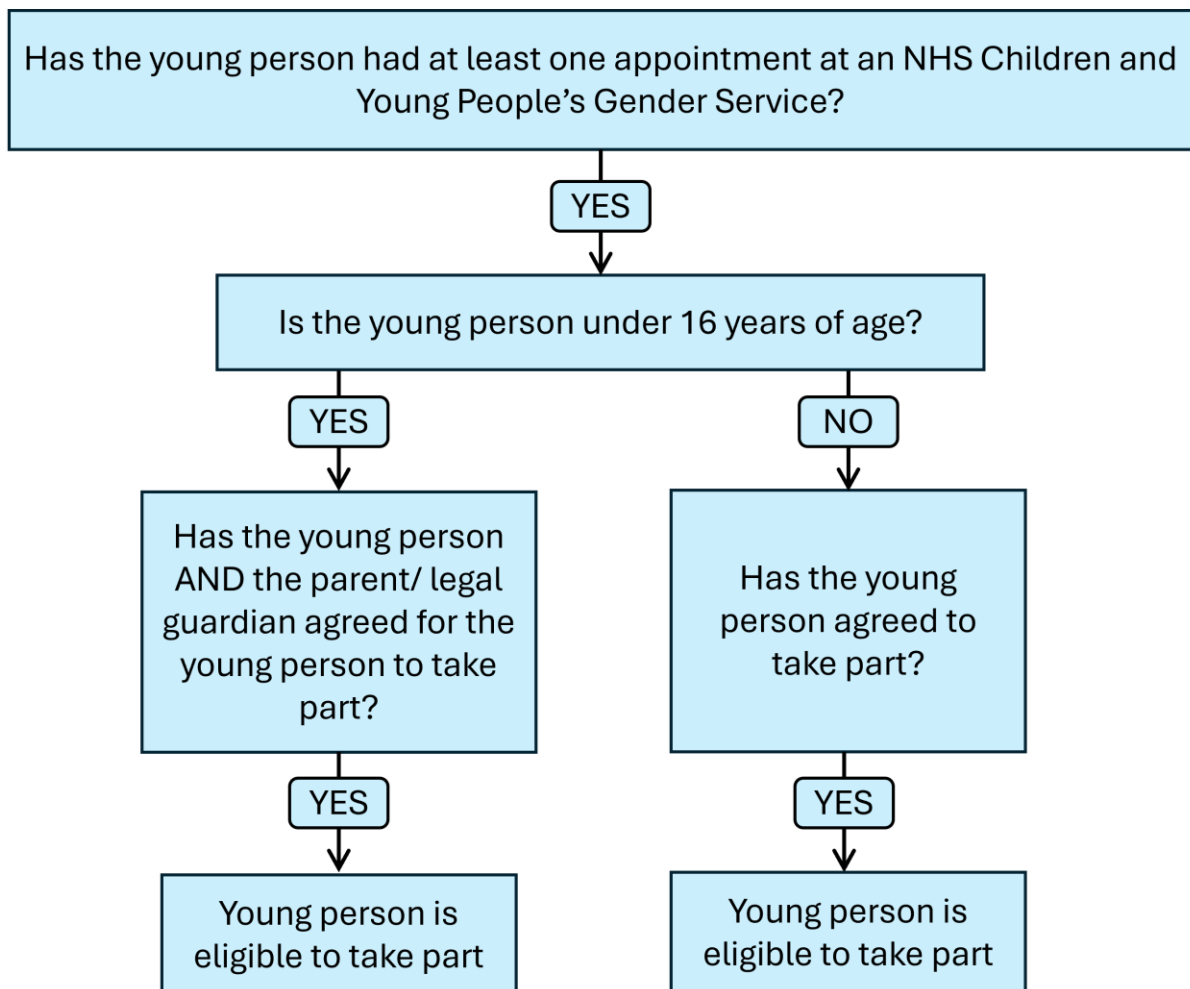 Has the young person had at least one appointment at an NHS Children and
Young People’s Gender Service?
YES
Is the young person under 16 years of age?
YES
NO
Has the young person
AND the parent/ legal
guardian agreed for the
young person to take
part?
Has the young
person agreed to
take part?
YES
YES
Young person is
eligible to take part
Young person is
eligible to take part